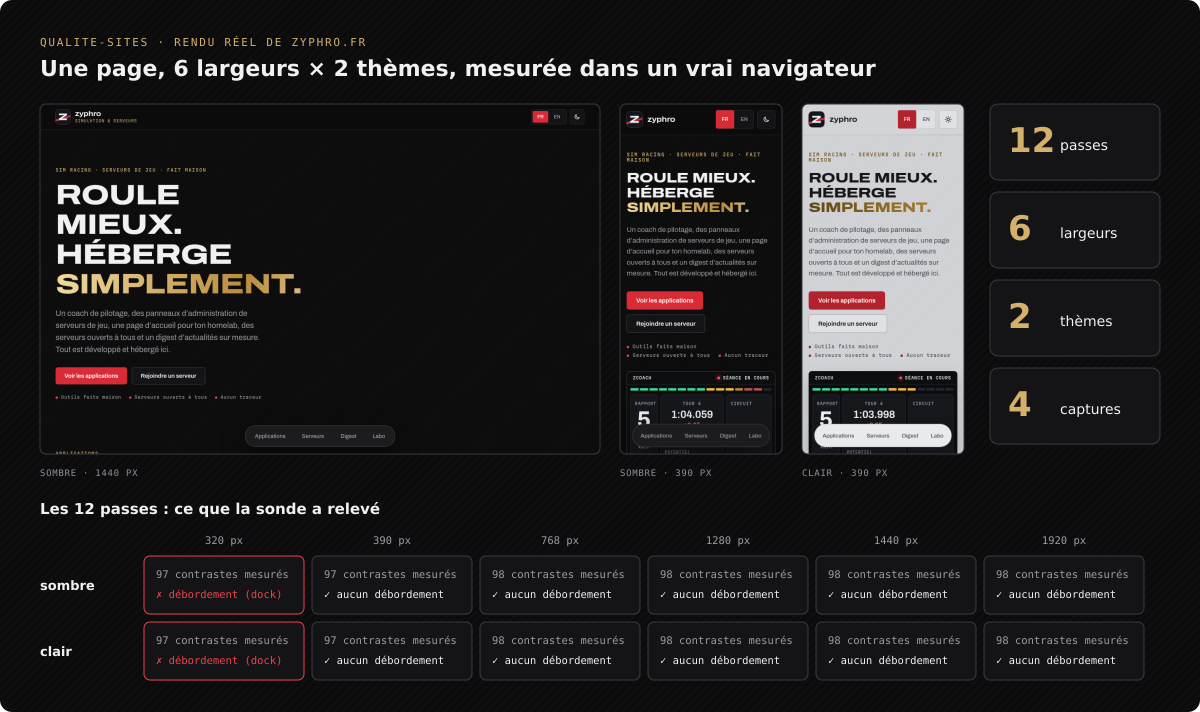 QUALITE-SITES · RENDU RÉEL DE ZYPHRO.FR
Une page, 6 largeurs × 2 thèmes, mesurée dans un vrai navigateur
zyphro
SIMULATION & SERVEURS
FR EN
SIM RACING · SERVEURS DE JEU · FAIT MAISON
ROULE
MIEUX.
HÉBERGE
SIMPLEMENT.
Un coach de pilotage, des panneaux d'administration de
serveurs de jeu, une page d'accueil pour ton homelab, des
serveurs ouverts à tous et un digest d'actualités sur mesure.
Tout est développé et hébergé ici.
Voir les applications Rejoindre un serveur
Outils faits maison Serveurs ouverts à tous Aucun traceur
Applications Serveurs Digest Labo
SOMBRE · 1440 PX
zyphro
FR EN
SIM RACING · SERVEURS DE JEU · FAIT
MAISON
ROULE MIEUX.
HÉBERGE
SIMPLEMENT.
Un coach de pilotage, des panneaux
d'administration de serveurs de jeu, une page
d'accueil pour ton homelab, des serveurs
ouverts à tous et un digest d'actualités sur
mesure. Tout est développé et hébergé ici.
Voir les applications
Rejoindre un serveur
Outils faits maison
Serveurs ouverts à tous Aucun traceur
ZCOACH SÉANCE EN COURS
RAPPORT TOUR CIRCUIT
5 1:04.059
Applications Serveurs Digest Labo
POTENTIEL
SOMBRE · 390 PX
zyphro
FR EN
SIM RACING · SERVEURS DE JEU · FAIT
MAISON
ROULE MIEUX.
HÉBERGE
SIMPLEMENT.
Un coach de pilotage, des panneaux
d'administration de serveurs de jeu, une page
d'accueil pour ton homelab, des serveurs
ouverts à tous et un digest d'actualités sur
mesure. Tout est développé et hébergé ici.
Voir les applications
Rejoindre un serveur
Outils faits maison
Serveurs ouverts à tous Aucun traceur
ZCOACH SÉANCE EN COURS
RAPPORT TOUR CIRCUIT
5 1:03.998
Applications Serveurs Digest Labo
POTENTIEL
CLAIR · 390 PX
12 passes
6 largeurs
2 thèmes
4 captures
Les 12 passes : ce que la sonde a relevé
320 px 390 px 768 px 1280 px 1440 px 1920 px
sombre
97 contrastes mesurés 97 contrastes mesurés 98 contrastes mesurés 98 contrastes mesurés 98 contrastes mesurés 98 contrastes mesurés
✗ débordement (dock) ✓ aucun débordement ✓ aucun débordement ✓ aucun débordement ✓ aucun débordement ✓ aucun débordement
clair
97 contrastes mesurés 97 contrastes mesurés 98 contrastes mesurés 98 contrastes mesurés 98 contrastes mesurés 98 contrastes mesurés
✗ débordement (dock) ✓ aucun débordement ✓ aucun débordement ✓ aucun débordement ✓ aucun débordement ✓ aucun débordement